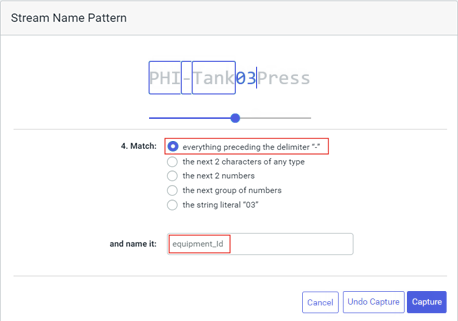 Stream Name Pattern
PHI-Tank03Press
4. Match:
everything preceding the delimiter "-"
the next 2 characters of any type
the next 2 numbers
the next group of numbers
the string literal "03"
and name it:
equipment_Id
Cancel
Undo Capture
Capture